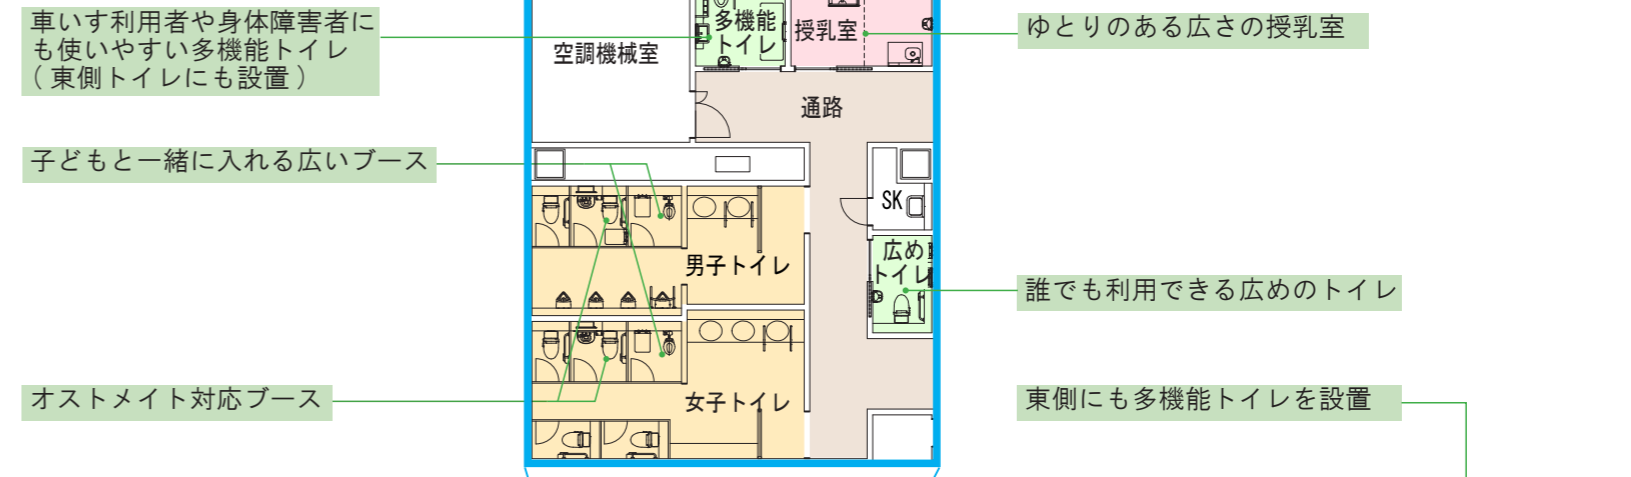 車いす利用者や身体障害者に
も使いやすい多機能トイレ
(東側トイレにも設置)
多機能
トイレ
授乳室
ゆとりのある広さの授乳室
空調機械室
通路
子どもと一緒に入れる広いブース
SK
広め
トイレ
男子トイレ
誰でも利用できる広めのトイレ
オストメイト対応ブース
女子トイレ
東側にも多機能トイレを設置